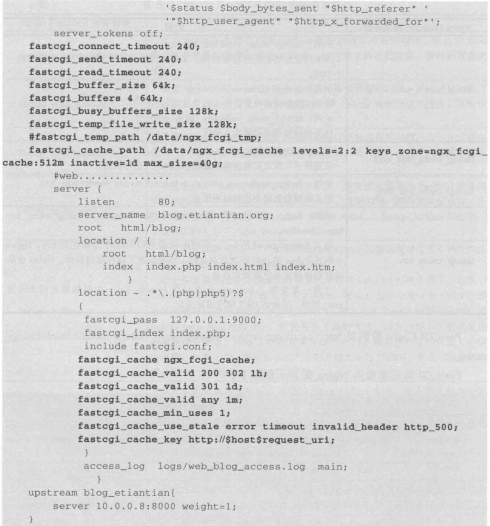 '$status $body_bytes_sent "$http_referer" '
'"$http_user_agent" "$http_x_forwarded_for"';
server_tokens off;
fastcgi_connect_timeout 240;
fastcgi_send_timeout 240;
fastcgi_read_timeout 240;
fastcgi_buffer_size 64k;
fastcgi_buffers 4 64k;
fastcgi_busy_buffers_size 128k;
fastcgi_temp_file_write_size 128k;
#fastcgi_temp_path /data/ngx_fcgi_tmp;
fastcgi_cache_path /data/ngx_fcgi_cache levels=2:2 keys_zone=ngx_fcgi_
cache:512m inactive=1d max_size=40g;
#web...............
server {
listen 80;
server_name blog.etiantian.org;
root html/blog;
location / {
root html/blog;
index index.php index.html index.htm;
}
location ~ .*\.(php|php5)?$
{
fastcgi_pass 127.0.0.1:9000;
fastcgi_index index.php;
include fastcgi.conf;
fastcgi_cache ngx_fcgi_cache;
fastcgi_cache_valid 200 302 1h;
fastcgi_cache_valid 301 1d;
fastcgi_cache_valid any 1m;
fastcgi_cache_min_uses 1;
fastcgi_cache_use_stale error timeout invalid_header http_500;
fastcgi_cache_key http://$host$request_uri;
}
access_log logs/web_blog_access.log main;
}
upstream blog_etiantian{
server 10.0.0.8:8000 weight=1;
}